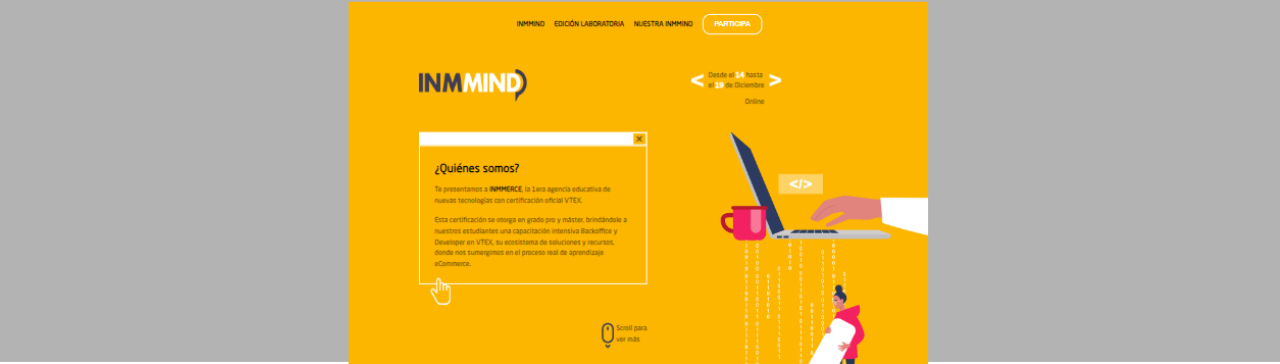 INMMIND EDICIÓN LABORATORIA NUESTRA INMMIND PARTICIPA
INMMIND
< Desde el 14 hasta >
el 19 de Diciembre
Online
¿Quiénes somos?
Te presentamos a INMMERCE, la 1era agencia educativa de
nuevas tecnologías con certificación oficial VTEX.
Esta certificación se otorga en grado pro y máster, brindándole a
nuestros estudiantes una capacitación intensiva Backoffice y
Developer en VTEX, su ecosistema de soluciones y recursos,
donde nos sumergimos en el proceso real de aprendizaje
eCommerce.
</>
Scroll para
ver más